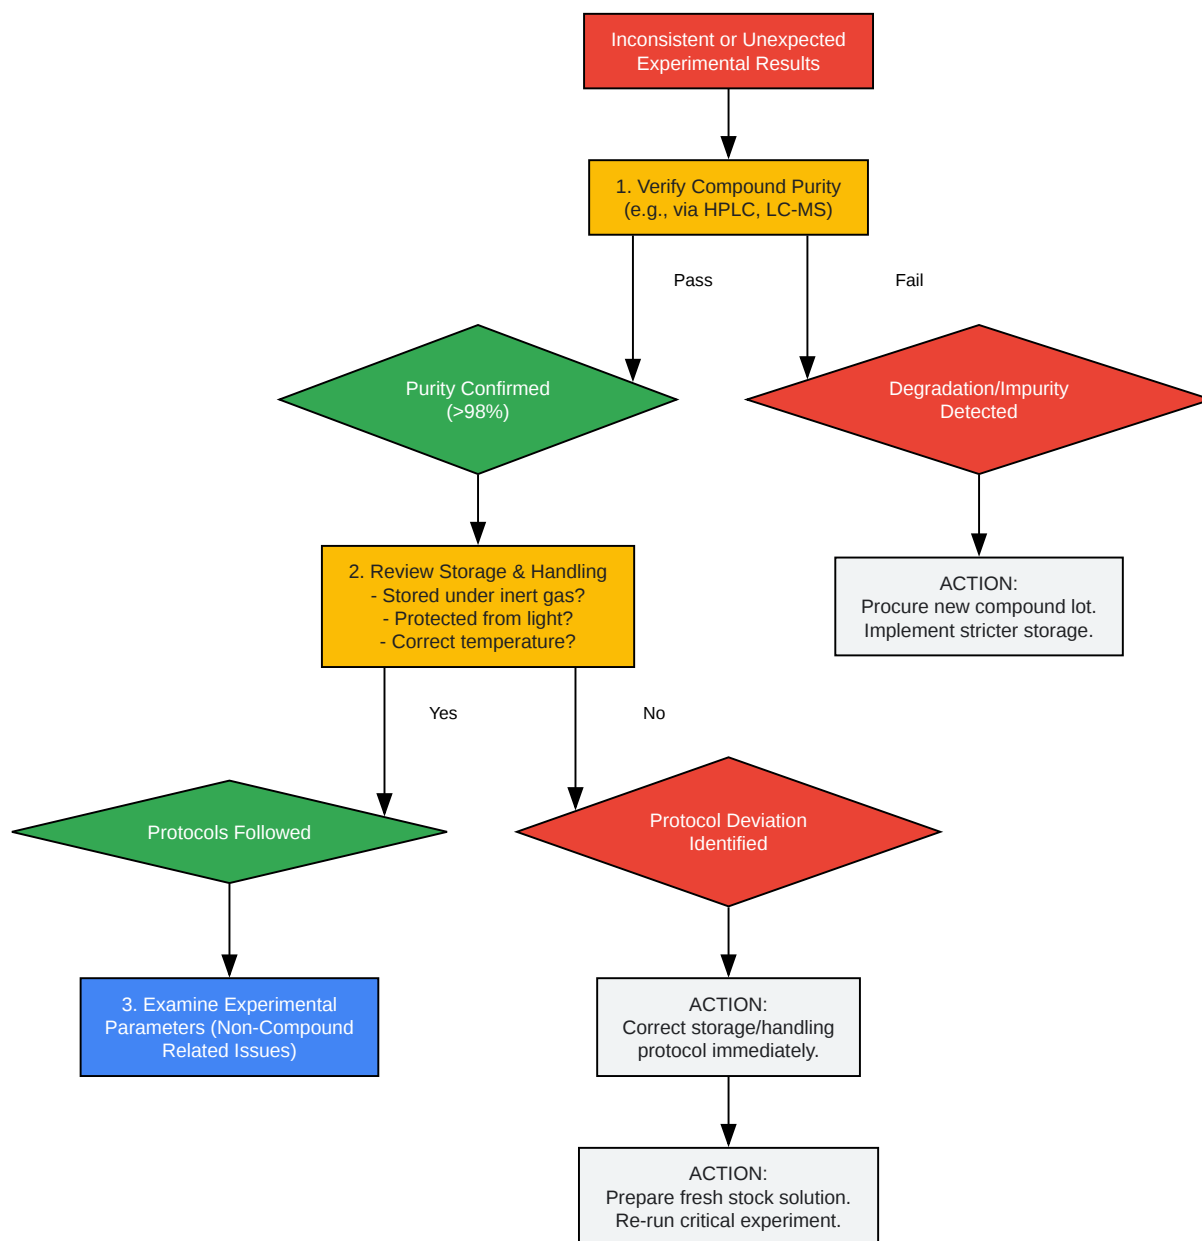 Inconsistent or Unexpected
Experimental Results
1. Verify Compound Purity
(e.g., via HPLC, LC-MS)
Pass
Fail
Purity Confirmed
(>98%)
Degradation/Impurity
Detected
2. Review Storage & Handling
- Stored under inert gas?
- Protected from light?
- Correct temperature?
ACTION:
Procure new compound lot.
Implement stricter storage.
Yes
No
Protocols Followed
Protocol Deviation
Identified
3. Examine Experimental
Parameters (Non-Compound
Related Issues)
ACTION:
Correct storage/handling
protocol immediately.
ACTION:
Prepare fresh stock solution.
Re-run critical experiment.